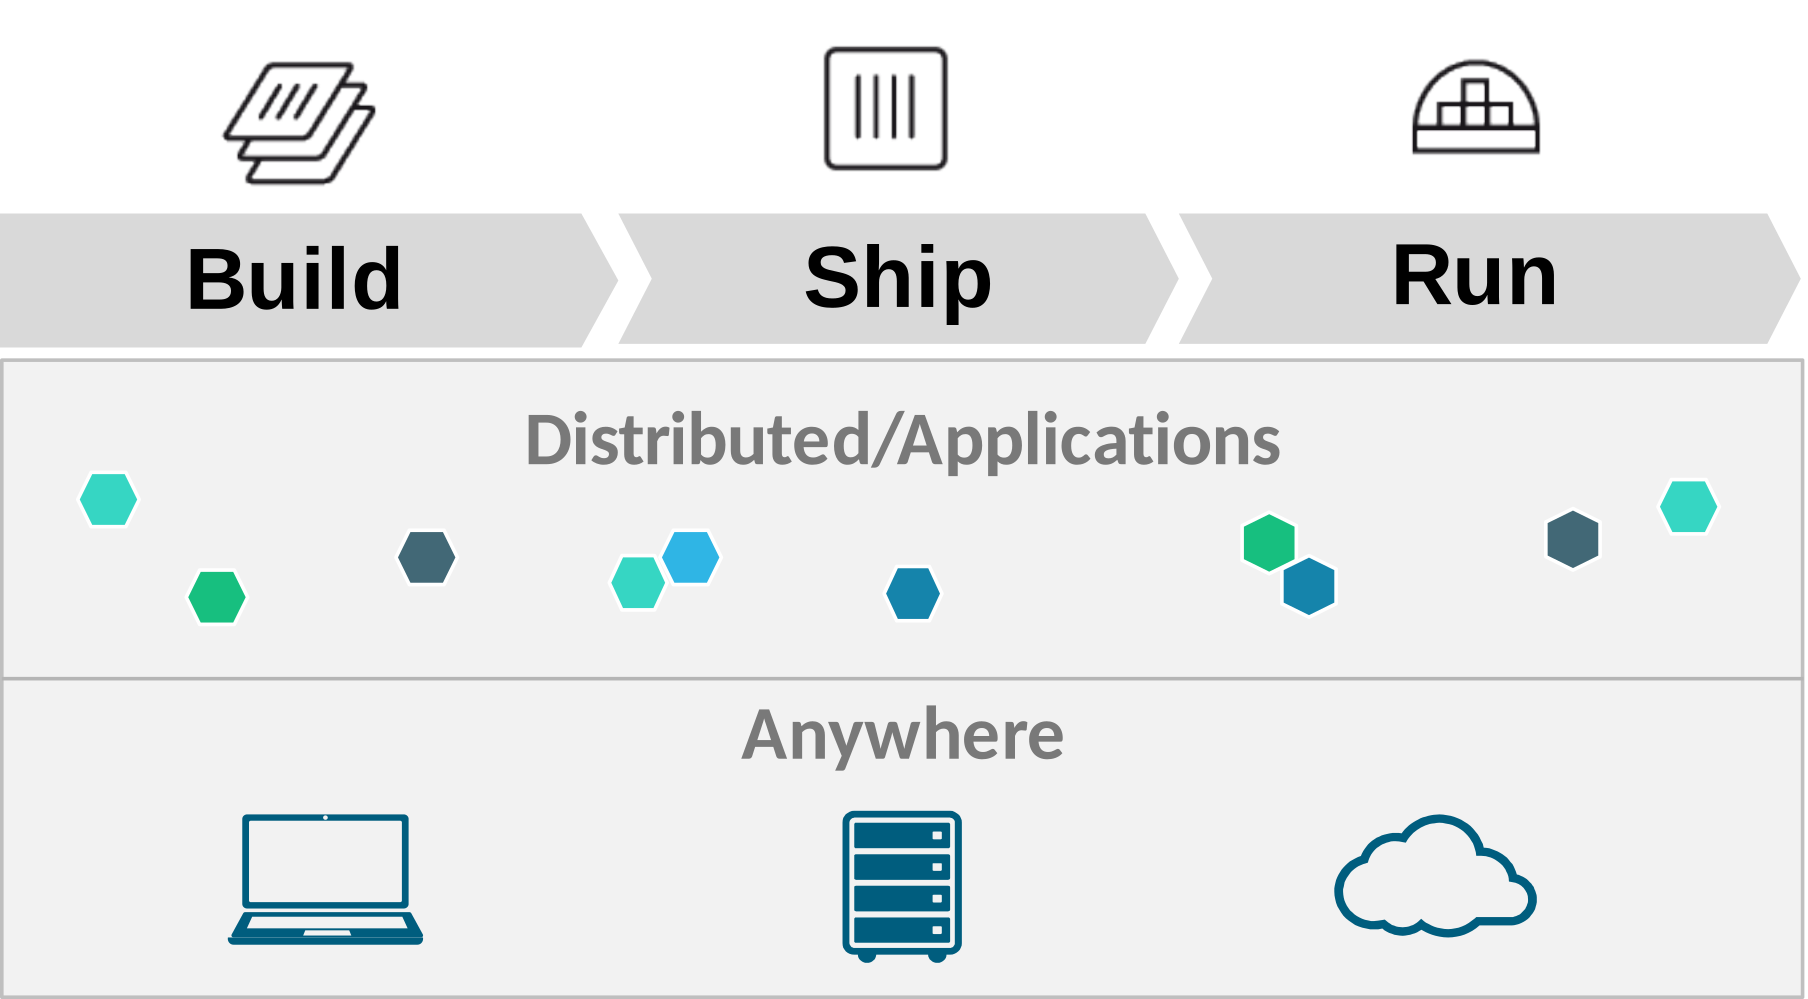 Build
Ship
Run
Distributed/Applications
Anywhere